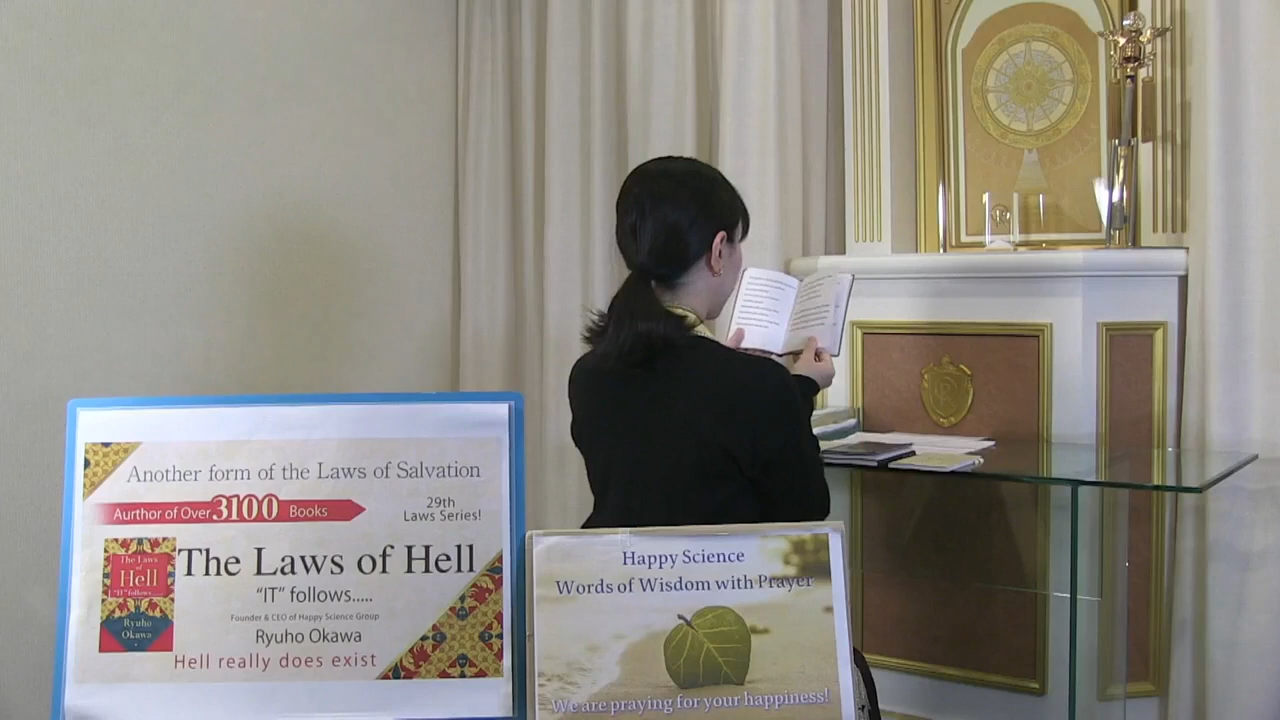 Another form of the Laws of Salvation
Aurthor of Over 3100 Books
29th
Laws Series!
The Laws
of
Hell
"IT" follows.....
Ryuho
Okawa
The Laws of Hell
"IT" follows.....
Founder & CEO of Happy Science Group
Ryuho Okawa
Hell really does exist
Happy Science
Words of Wisdom with Prayer
We are praying for your happiness!